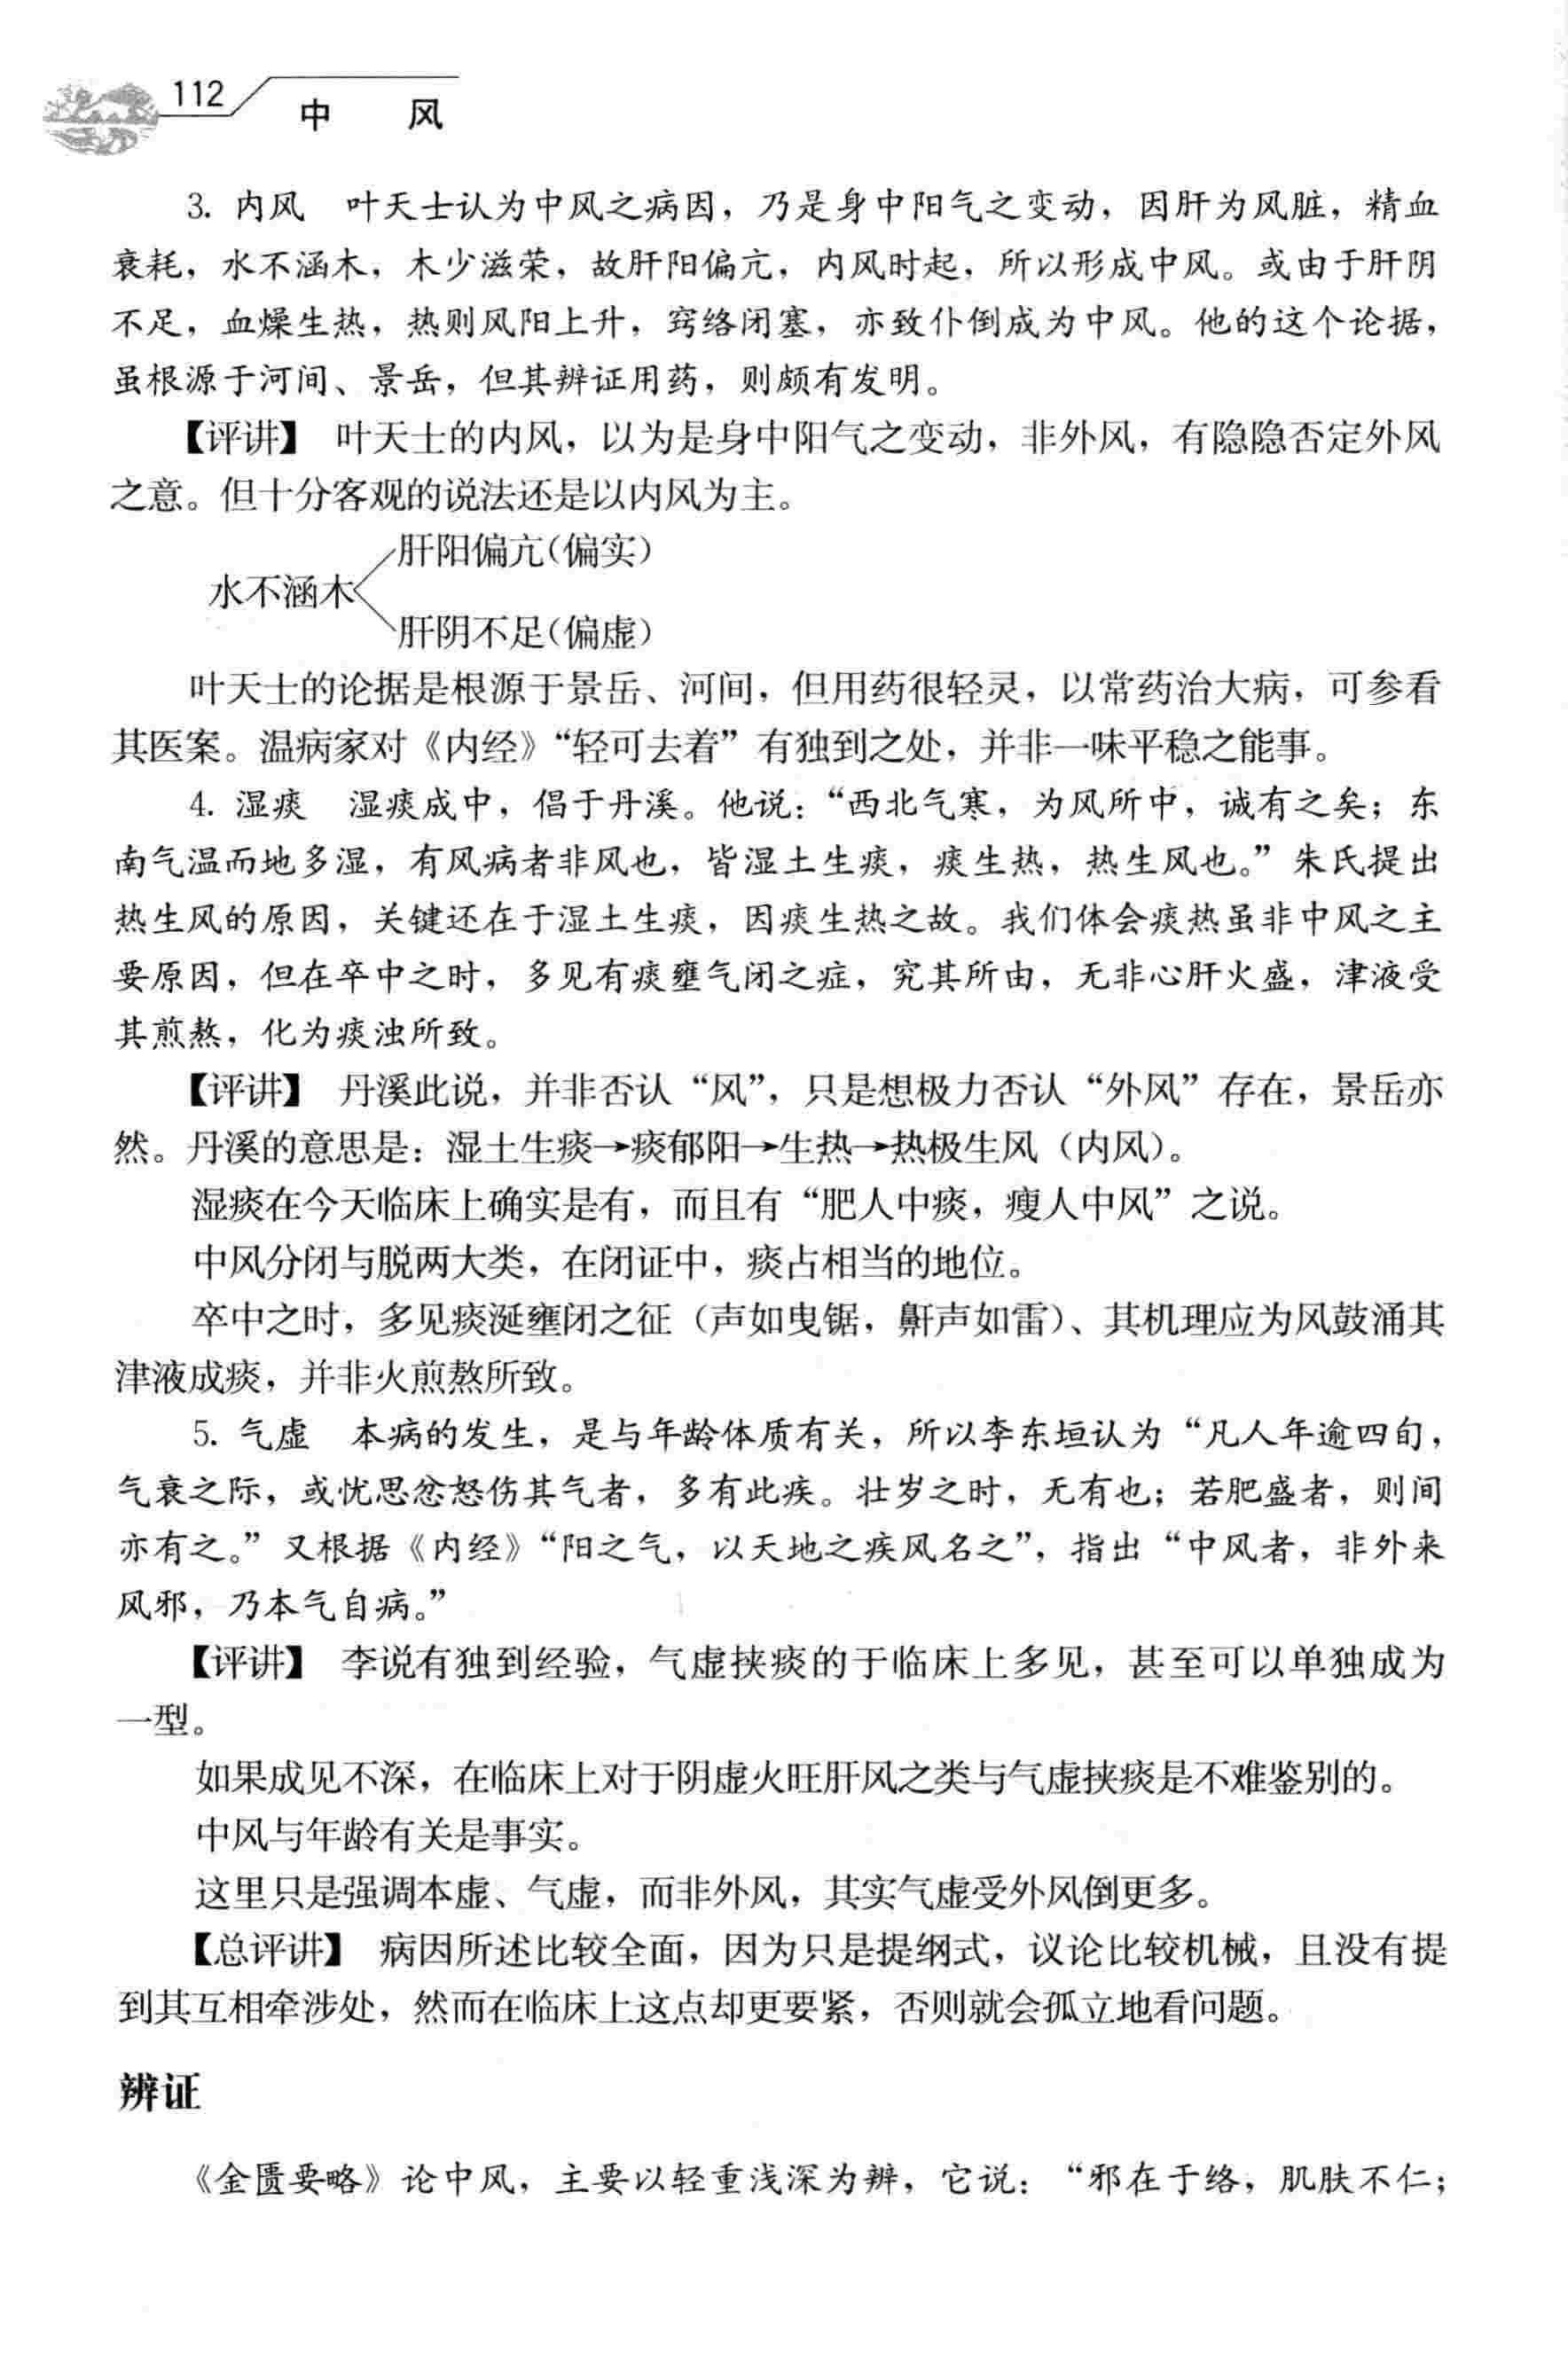 112
中 风
3. 内风 叶天士认为中风之病因，乃是身中阳气之变动，因肝为风脏，精血
衰耗，水不涵木，木少滋荣，故肝阳偏亢，内风时起，所以形成中风。或由于肝阴
不足，血燥生热，热则风阳上升，窍络闭塞，亦致仆倒成为中风。他的这个论据，
虽根源于河间、景岳，但其辨证用药，则颇有发明。
【评讲】 叶天士的内风，以为是身中阳气之变动，非外风，有隐隐否定外风
之意。但十分客观的说法还是以内风为主。
肝阳偏亢（偏实）
水不涵木
肝阴不足（偏虚）
叶天士的论据是根源于景岳、河间，但用药很轻灵，以常药治大病，可参看
其医案。温病家对《内经》“轻可去着”有独到之处，并非一味平稳之能事。
4. 湿痰 湿痰成中，倡于丹溪。他说：“西北气寒，为风所中，诚有之矣；东
南气温而地多湿，有风病者非风也，皆湿土生痰，痰生热，热生风也。”朱氏提出
热生风的原因，关键还在于湿土生痰，因痰生热之故。我们体会痰热虽非中风之主
要原因，但在卒中之时，多见有痰壅气闭之症，究其所由，无非心肝火盛，津液受
其煎熬，化为痰浊所致。
【评讲】 丹溪此说，并非否认“风”，只是想极力否认“外风”存在，景岳亦
然。丹溪的意思是：湿土生痰→痰郁阳→生热→热极生风（内风）。
湿痰在今天临床上确实是有，而且有“肥人中痰，瘦人中风”之说。
中风分闭与脱两大类，在闭证中，痰占相当的地位。
卒中之时，多见痰涎壅闭之征（声如曳锯，鼾声如雷）、其机理应为风鼓涌其
津液成痰，并非火煎熬所致。
5. 气虚 本病的发生，是与年龄体质有关，所以李东垣认为“凡人年逾四旬，
气衰之际，或忧思忿怒伤其气者，多有此疾。壮岁之时，无有也；若肥盛者，则间
亦有之。”又根据《内经》“阳之气，以天地之疾风名之”，指出“中风者，非外来
风邪，乃本气自病。”
【评讲】 李说有独到经验，气虚挟痰的于临床上多见，甚至可以单独成为
一型。
如果成见不深，在临床上对于阴虚火旺肝风之类与气虚挟痰是不难鉴别的。
中风与年龄有关是事实。
这里只是强调本虚、气虚，而非外风，其实气虚受外风倒更多。
【总评讲】 病因所述比较全面，因为只是提纲式，议论比较机械，且没有提
到其互相牵涉处，然而在临床上这点却更要紧，否则就会孤立地看问题。
辨证
《金匮要略》论中风，主要以轻重浅深为辨，它说：“邪在于络，肌肤不仁；